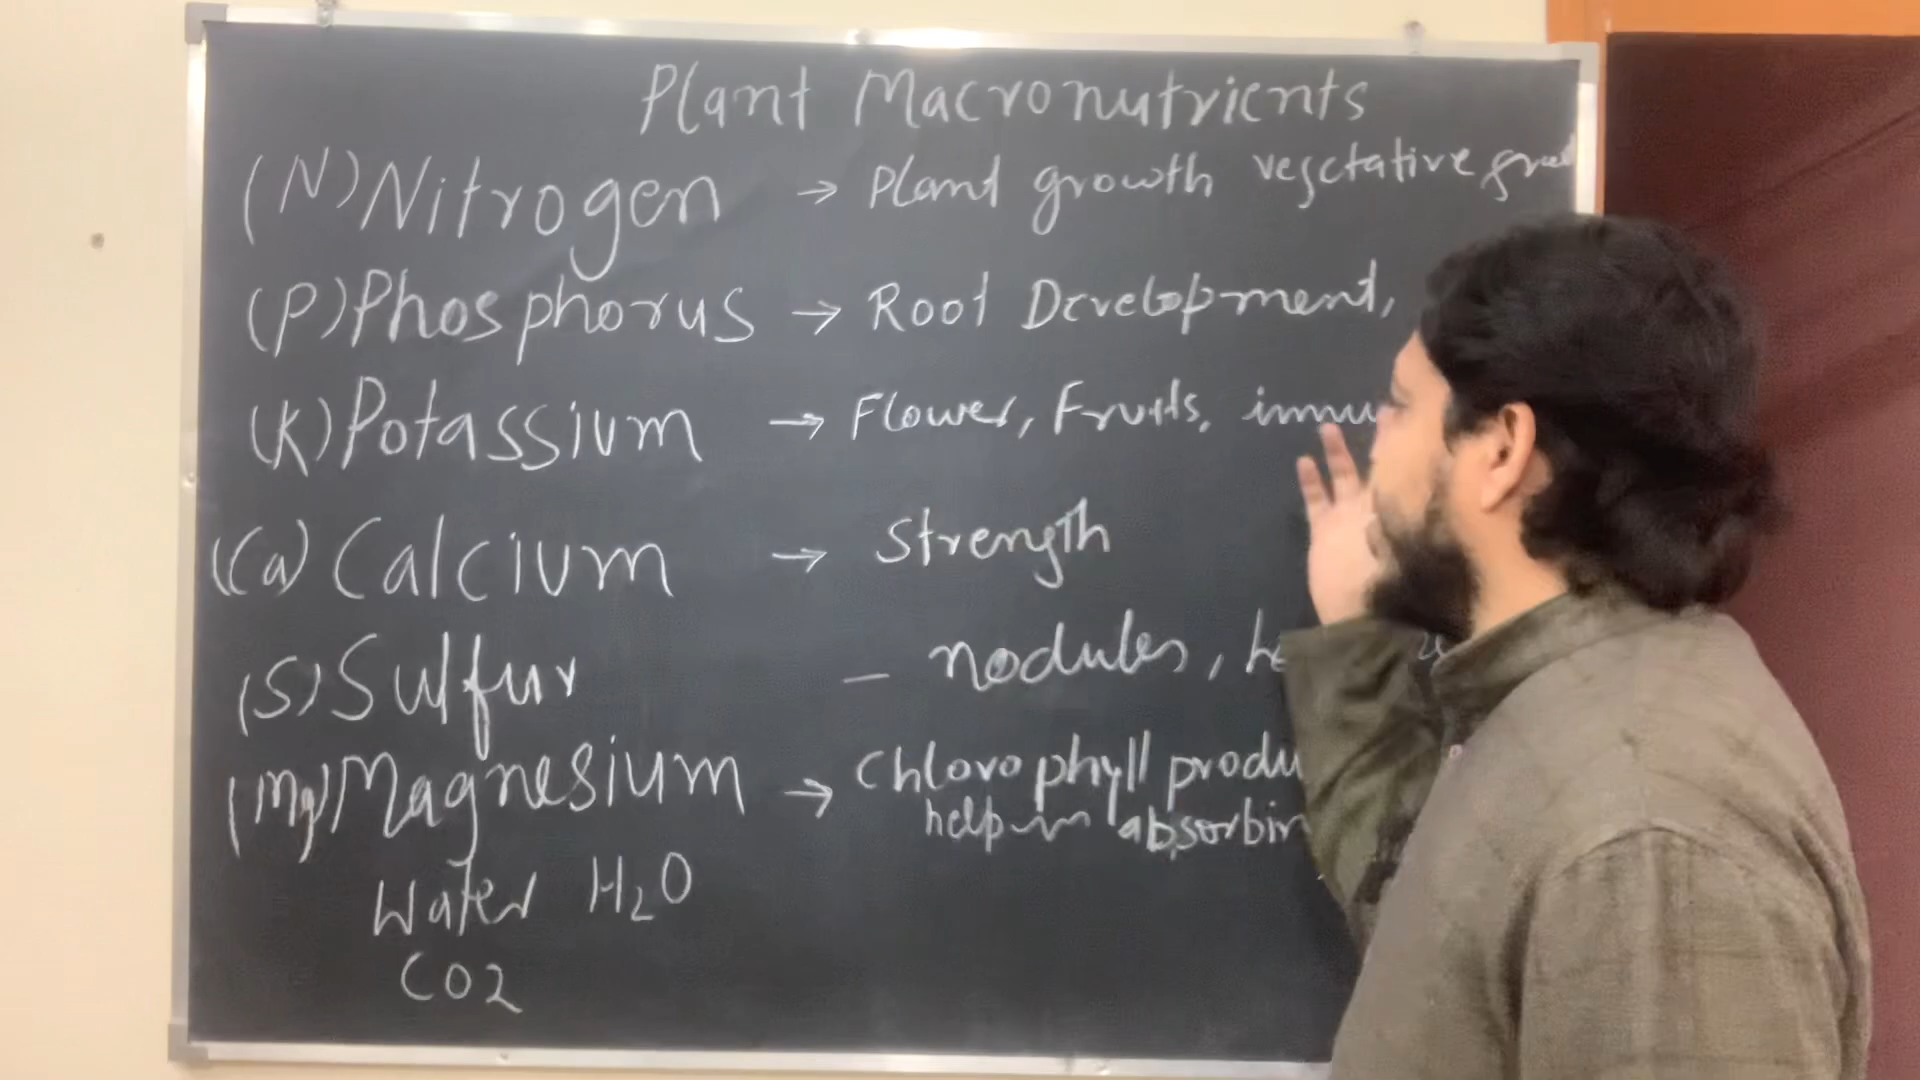 Plant Macronutrients
(N) Nitrogen → Plant growth vegetative
(P) Phosphorus → Root Development,
(K) Potassium → Flower, Fruits,
(Ca) Calcium → Strength
(S) Sulfur - nodules,
(Mg) Magnesium → Chlorophyll
help in
Water H2O
CO2